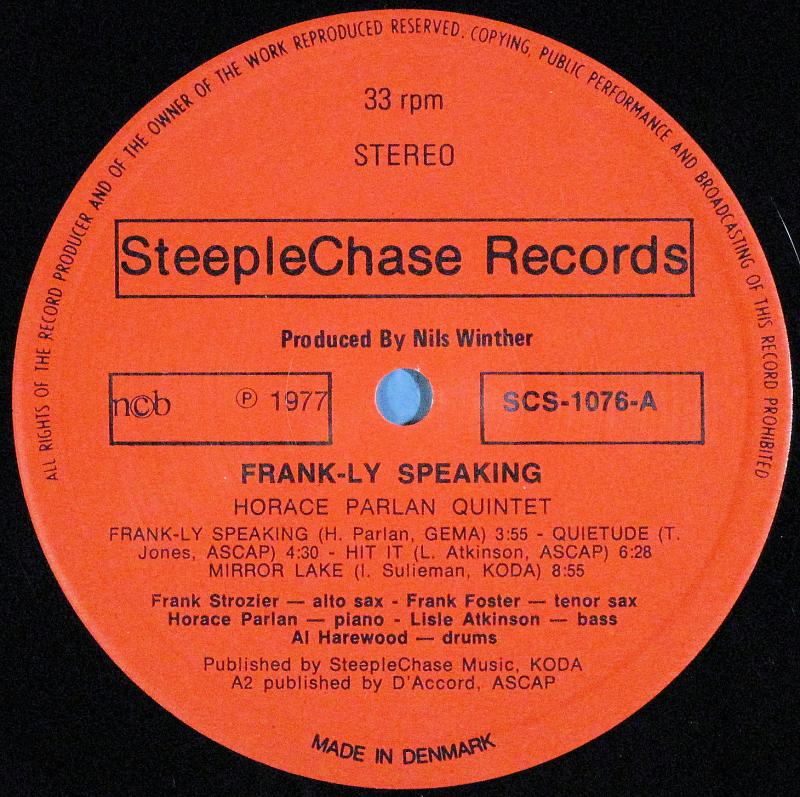 ALL RIGHTS OF THE RECORD PRODUCER AND OF THE OWNER OF THE WORK REPRODUCED RESERVED. COPYING, PUBLIC PERFORMANCE AND BROADCASTING OF THIS RECORD PROHIBITED
33 rpm
STEREO
SteepleChase Records
Produced By Nils Winther
n©b ℗ 1977 SCS-1076-A
FRANK-LY SPEAKING
HORACE PARLAN QUINTET
FRANK-LY SPEAKING (H. Parlan, GEMA) 3:55 - QUIETUDE (T.
Jones, ASCAP) 4:30 - HIT IT (L. Atkinson, ASCAP) 6:28
MIRROR LAKE (I. Sulieman, KODA) 8:55
Frank Strozier — alto sax - Frank Foster — tenor sax
Horace Parlan — piano - Lisle Atkinson — bass
Al Harewood — drums
Published by SteepleChase Music, KODA
A2 published by D'Accord, ASCAP
MADE IN DENMARK